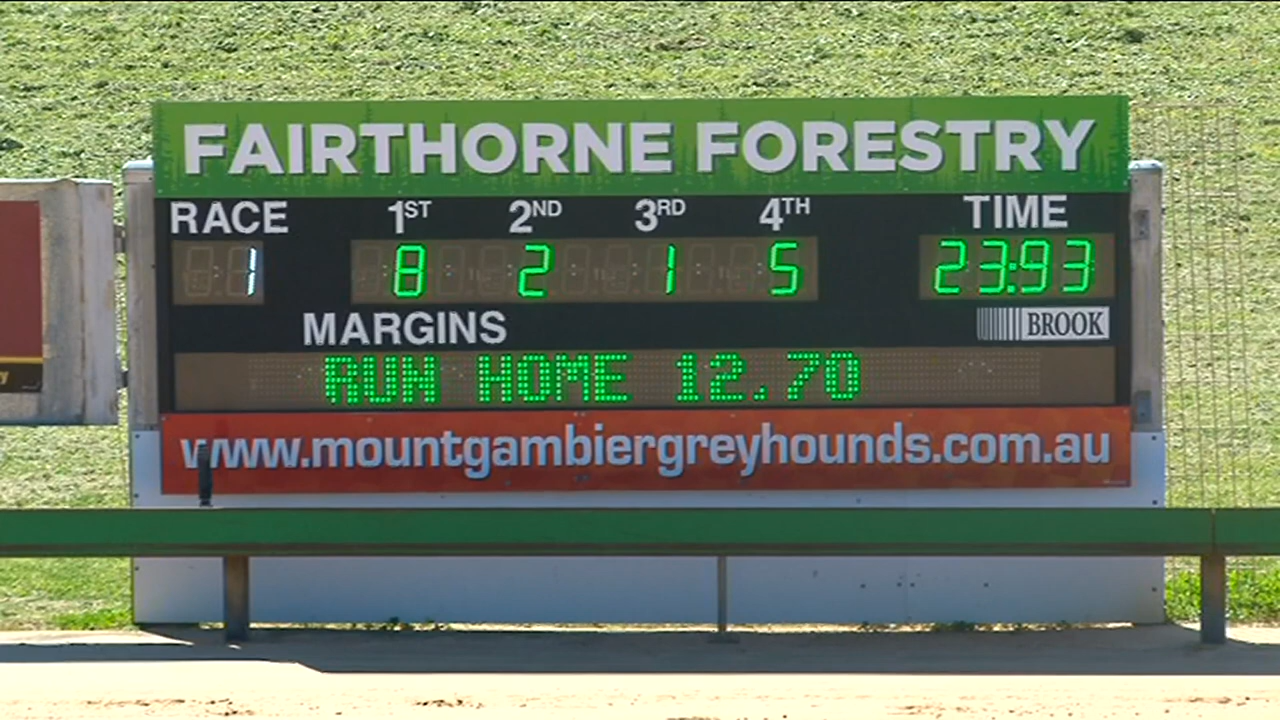 FAIRTHORNE FORESTRY
RACE 1ST 2ND 3RD 4TH TIME
1 8 2 1 5 23:93
MARGINS BROOK
RUN HOME 12.70
www.mountgambiergreyhounds.com.au